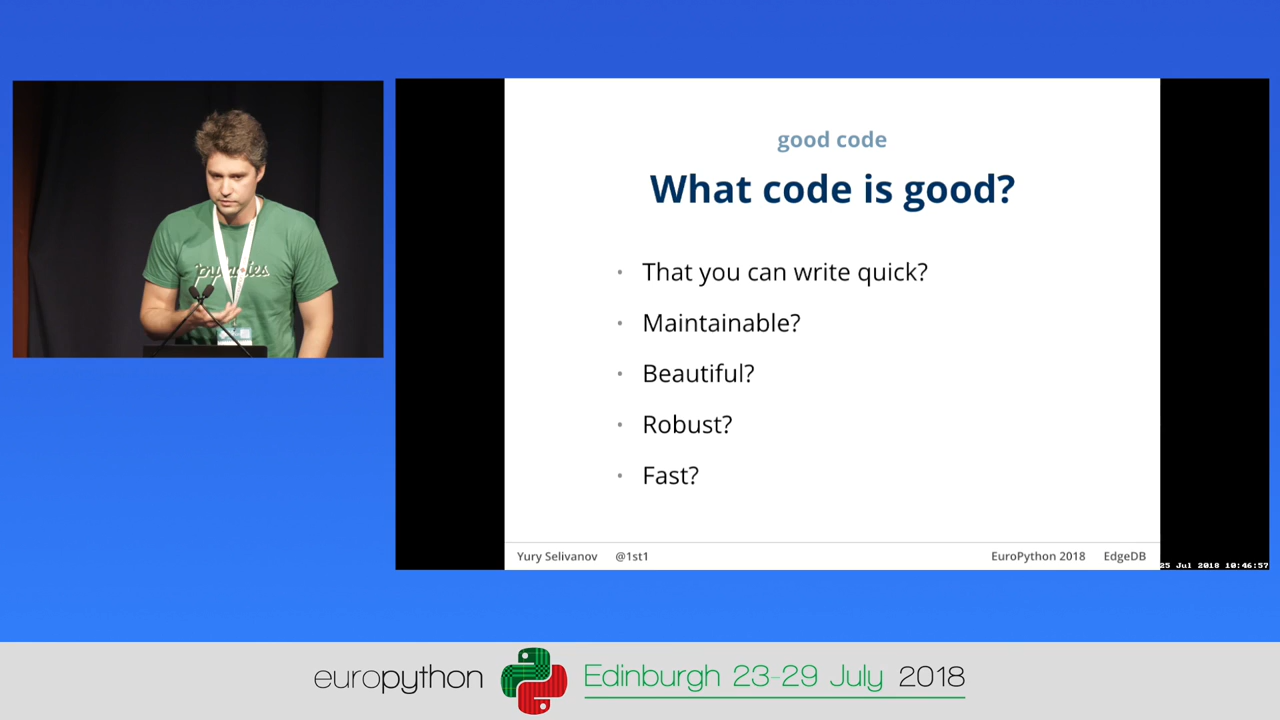 good code
What code is good?
• That you can write quick?
• Maintainable?
• Beautiful?
• Robust?
• Fast?
Yury Selivanov @1st1 EuroPython 2018 EdgeDB
25 Jul 2018 10:46:57
europython Edinburgh 23-29 July 2018